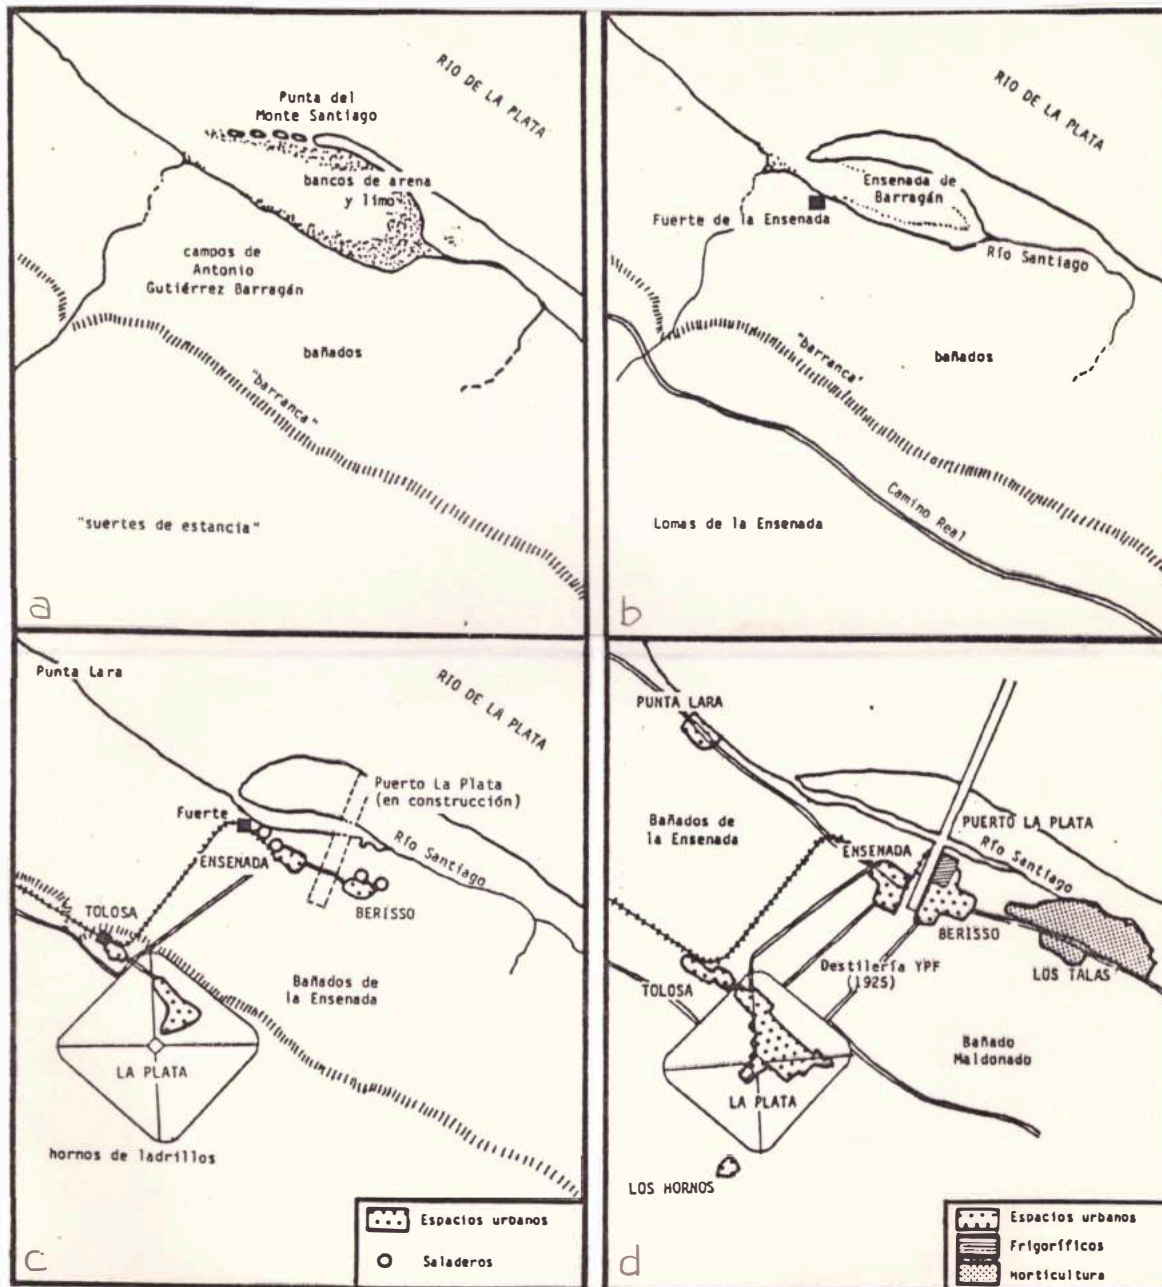 RIO DE LA PLATA
Punta del
Monte Santiago
bancos de arena
y limo
campos de
Antonio
Gutiérrez Barragán
bañados
"barranca"
"suertes de estancia"
a
RIO DE LA PLATA
Ensenada de
Barragán
Fuerte de la Ensenada
Río Santiago
bañados
"barranca"
Camino Real
Lomas de la Ensenada
b
Punta Lara
RIO DE LA PLATA
Puerto La Plata
(en construcción)
Fuerte
Río Santiago
ENSENADA
BERISSO
TOLOSA
Bañados de
la Ensenada
LA PLATA
hornos de ladrillos
Espacios urbanos
Saladeros
c
PUNTA LARA
Bañados de
la Ensenada
PUERTO LA PLATA
Río Santiago
ENSENADA
BERISSO
Destilería YPF
(1925)
LOS TALAS
TOLOSA
Bañado
Maldonado
LA PLATA
LOS HORNOS
Espacios urbanos
Frigoríficos
Horticultura
d